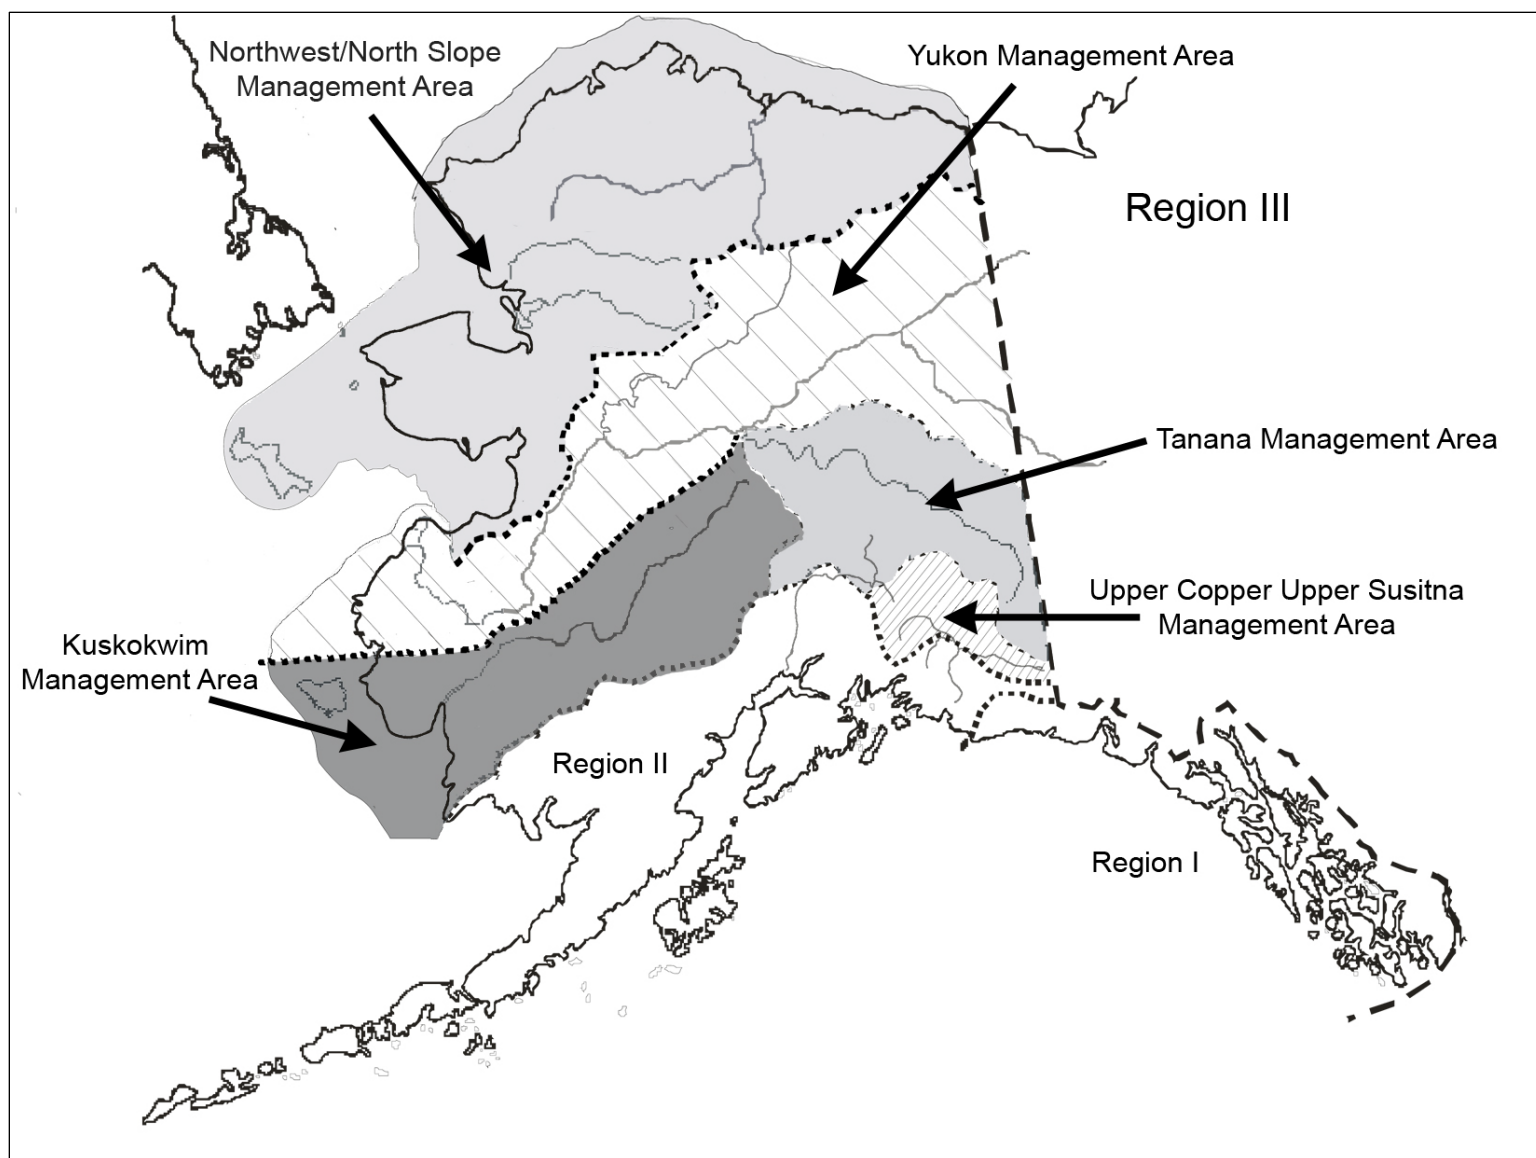 Northwest/North Slope
Management Area
Yukon Management Area
Region III
Tanana Management Area
Upper Copper Upper Susitna
Management Area
Kuskokwim
Management Area
Region II
Region I